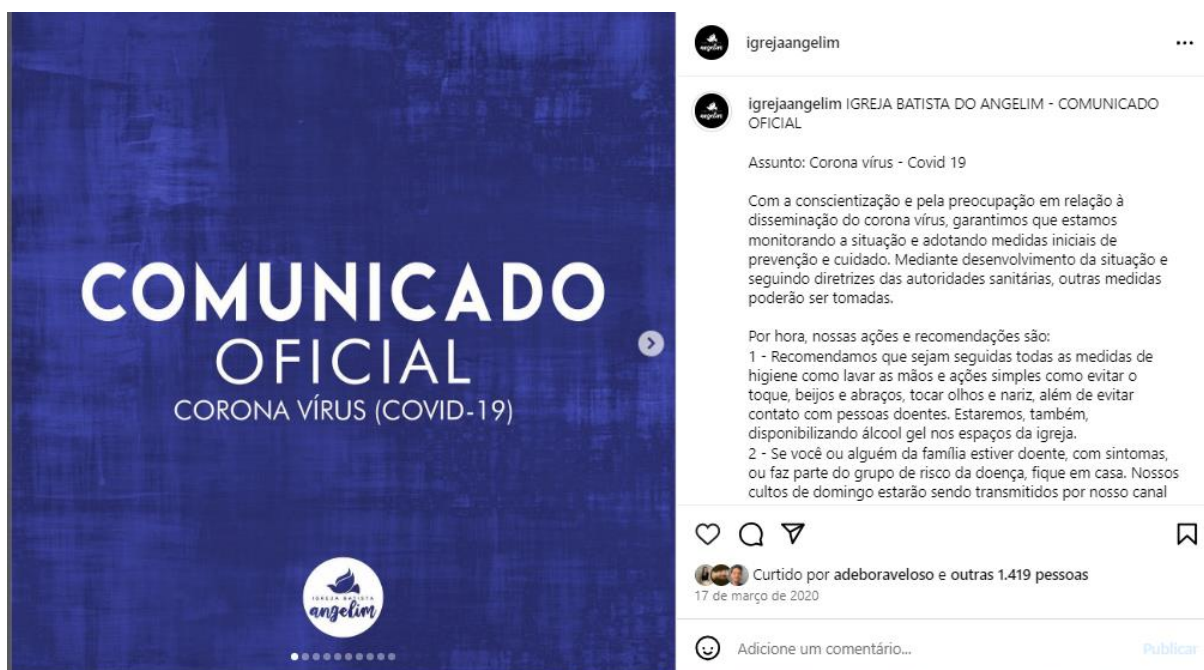 COMUNICADO
OFICIAL
CORONA VÍRUS (COVID-19)
IGREJA BATISTA
angelim
angelim
igrejaangelim
angelim
igrejaangelim IGREJA BATISTA DO ANGELIM - COMUNICADO
OFICIAL
Assunto: Corona vírus - Covid 19
Com a conscientização e pela preocupação em relação à
disseminação do corona vírus, garantimos que estamos
monitorando a situação e adotando medidas iniciais de
prevenção e cuidado. Mediante desenvolvimento da situação e
seguindo diretrizes das autoridades sanitárias, outras medidas
poderão ser tomadas.
Por hora, nossas ações e recomendações são:
1 - Recomendamos que sejam seguidas todas as medidas de
higiene como lavar as mãos e ações simples como evitar o
toque, beijos e abraços, tocar olhos e nariz, além de evitar
contato com pessoas doentes. Estaremos, também,
disponibilizando álcool gel nos espaços da igreja.
2 - Se você ou alguém da família estiver doente, com sintomas,
ou faz parte do grupo de risco da doença, fique em casa. Nossos
cultos de domingo estarão sendo transmitidos por nosso canal
Curtido por adeboraveloso e outras 1.419 pessoas
17 de março de 2020
Adicione um comentário...
Publicar